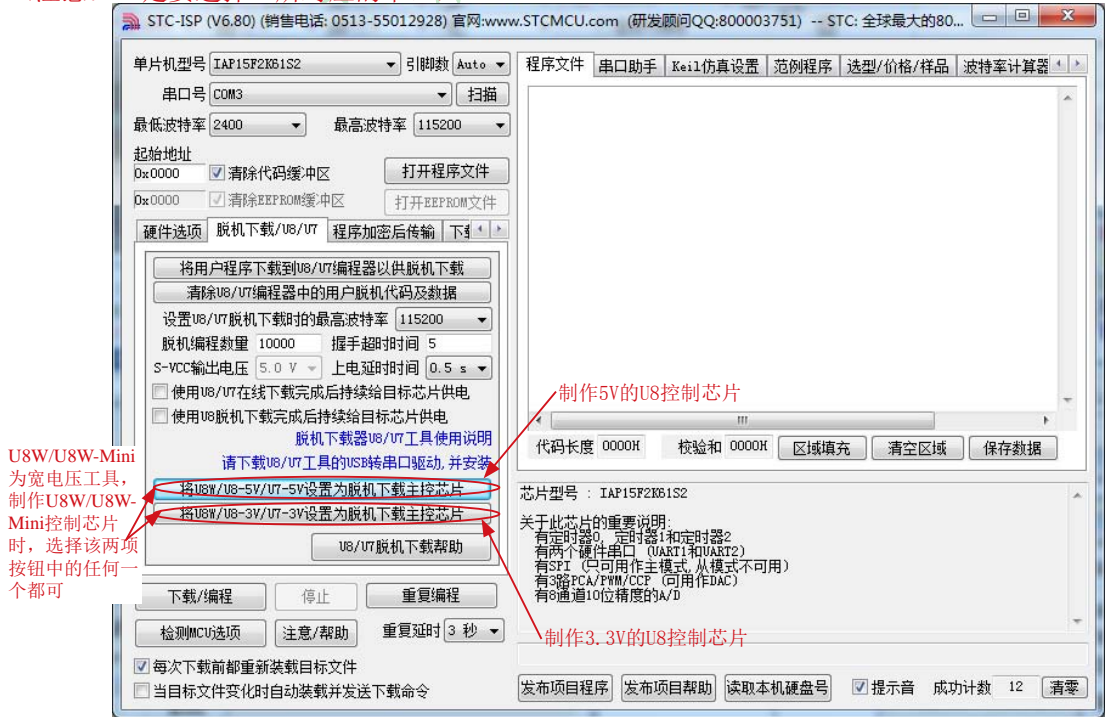 STC-ISP (V6.80) (销售电话: 0513-55012928) 官网:www.STCMCU.com (研发顾问QQ:800003751) -- STC: 全球最大的80...
单片机型号 IAP15F2K61S2 引脚数 Auto
串口号 COM3 扫描
最低波特率 2400 最高波特率 115200
起始地址
0x0000 清除代码缓冲区 打开程序文件
0x0000 清除EEPROM缓冲区 打开EEPROM文件
硬件选项 脱机下载/U8/U7 程序加密后传输
将用户程序下载到U8/U7编程器以供脱机下载
清除U8/U7编程器中的用户脱机代码及数据
设置U8/U7脱机下载时的最高波特率 115200
脱机编程数量 10000 握手超时时间 5
S-VCC输出电压 5.0 V 上电延时时间 0.5 s
使用U8/U7在线下载完成后持续给目标芯片供电
使用U8脱机下载完成后持续给目标芯片供电
脱机下载器U8/U7工具使用说明
请下载U8/U7工具的USB转串口驱动,并安装
将U8W/U8-5V/U7-5V设置为脱机下载主控芯片
将U8W/U8-3V/U7-3V设置为脱机下载主控芯片
U8/U7脱机下载帮助
下载/编程 停止 重复编程
检测MCU选项 注意/帮助 重复延时 3 秒
每次下载前都重新装载目标文件
当目标文件变化时自动装载并发送下载命令
U8W/U8W-Mini
为宽电压工具,
制作U8W/U8W-
Mini控制芯片
时，选择该两项
按钮中的任何一
个都可
程序文件 串口助手 Keil仿真设置 范例程序 选型/价格/样品 波特率计算器
制作5V的U8控制芯片
代码长度 0000H 校验和 0000H 区域填充 清空区域 保存数据
芯片型号 : IAP15F2K61S2
关于此芯片的重要说明:
有定时器0, 定时器1和定时器2
有两个硬件串口 (UART1和UART2)
有SPI (只可用作主模式,从模式不可用)
有3路PCA/PWM/CCP (可用作DAC)
有8通道10位精度的A/D
制作3.3V的U8控制芯片
发布项目程序 发布项目帮助 读取本机硬盘号 提示音 成功计数 12 清零